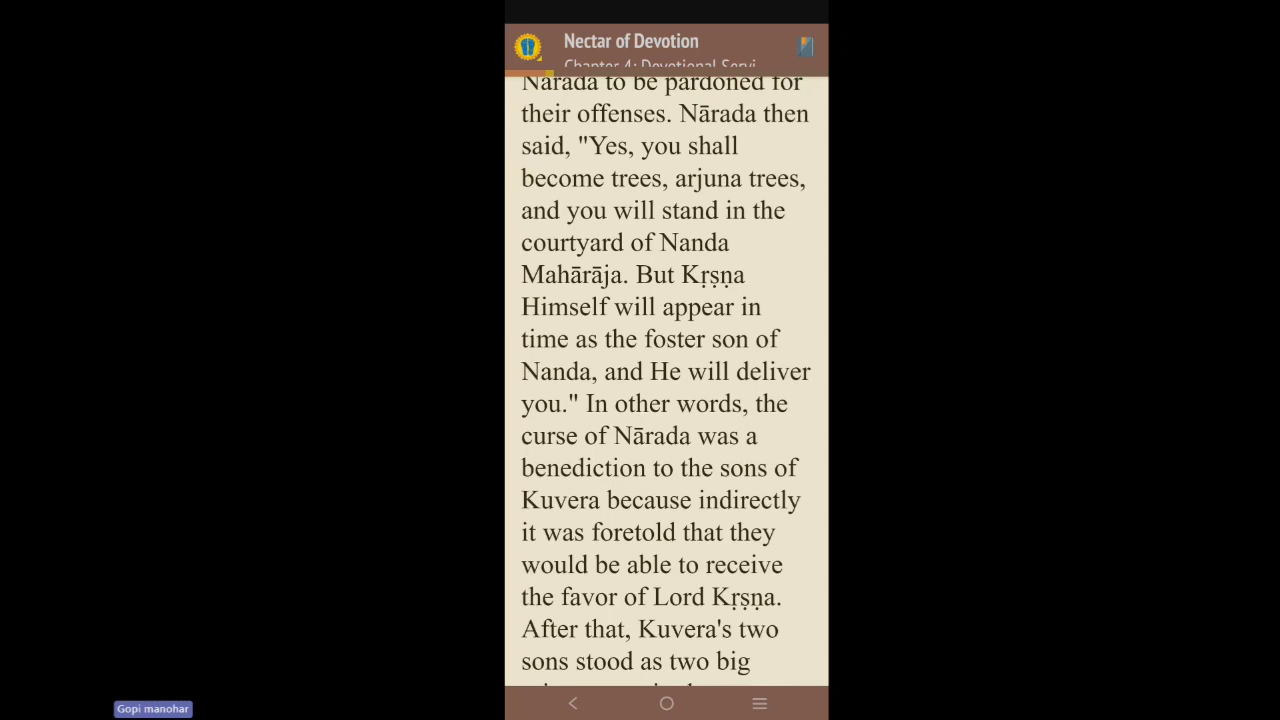 Nectar of Devotion
Chapter 4: Devotional Servi
Nārada to be pardoned for
their offenses. Nārada then
said, "Yes, you shall
become trees, arjuna trees,
and you will stand in the
courtyard of Nanda
Mahārāja. But Kṛṣṇa
Himself will appear in
time as the foster son of
Nanda, and He will deliver
you." In other words, the
curse of Nārada was a
benediction to the sons of
Kuvera because indirectly
it was foretold that they
would be able to receive
the favor of Lord Kṛṣṇa.
After that, Kuvera's two
sons stood as two big
Gopi manohar